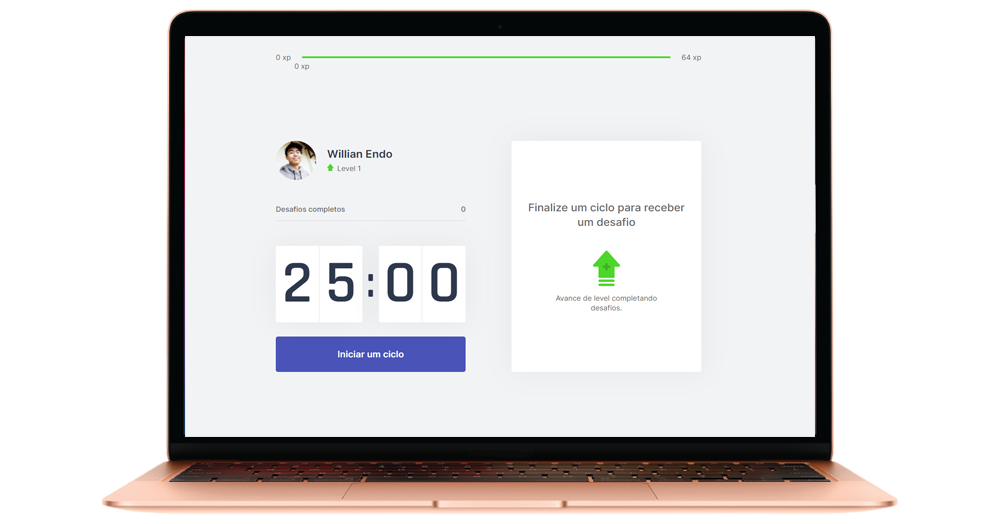 0 xp
64 xp
0 xp
Willian Endo
Level 1
Desafios completos
0
25:00
Iniciar um ciclo
Finalize um ciclo para receber
um desafio
Avance de level completando
desafios.